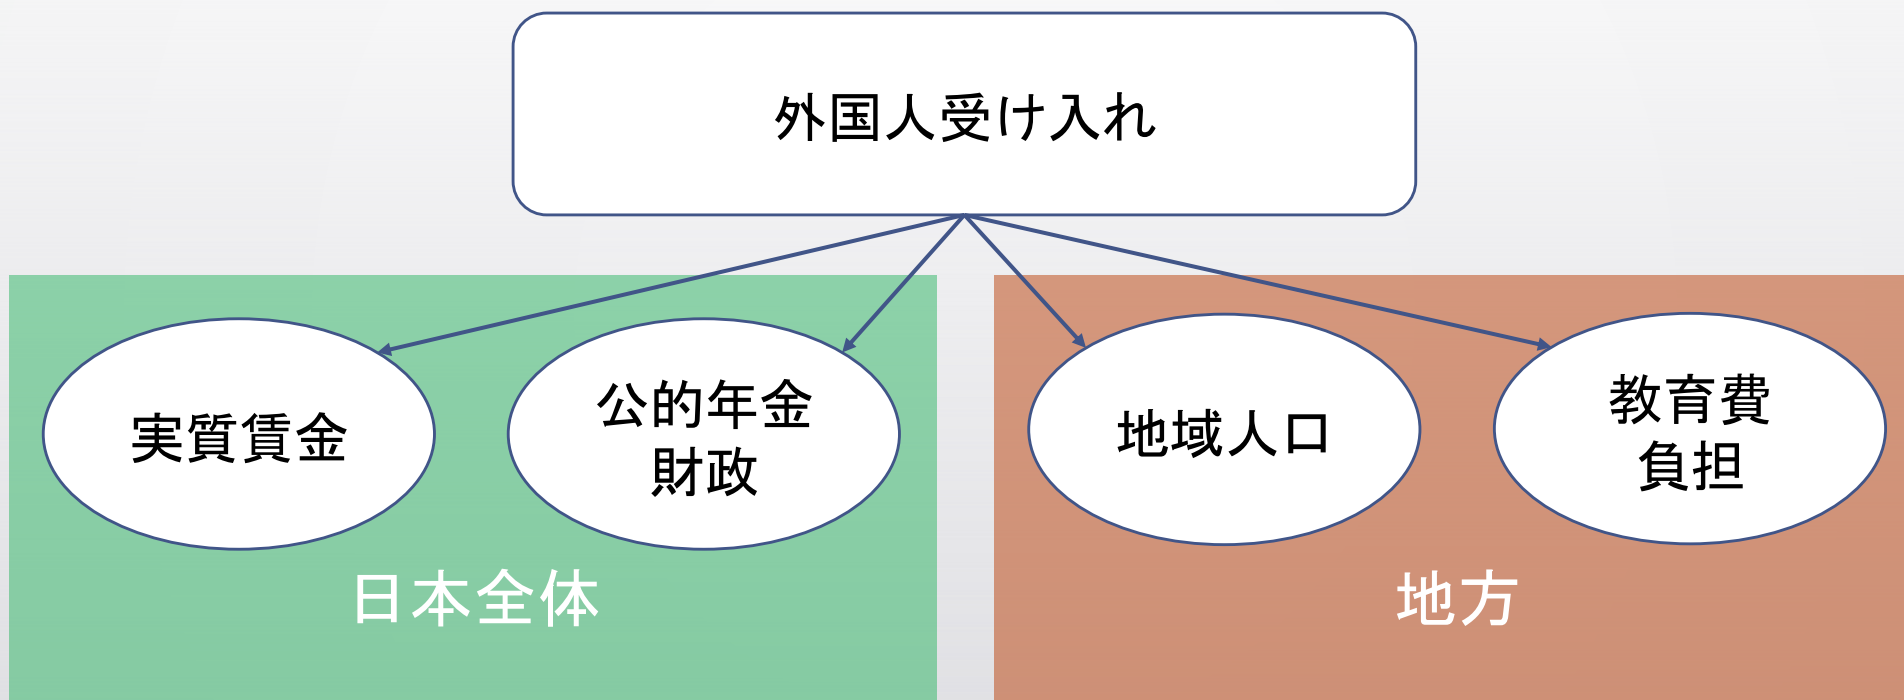 外国人受け入れ
実質賃金
公的年金
財政
地域人口
教育費
負担
日本全体
地方